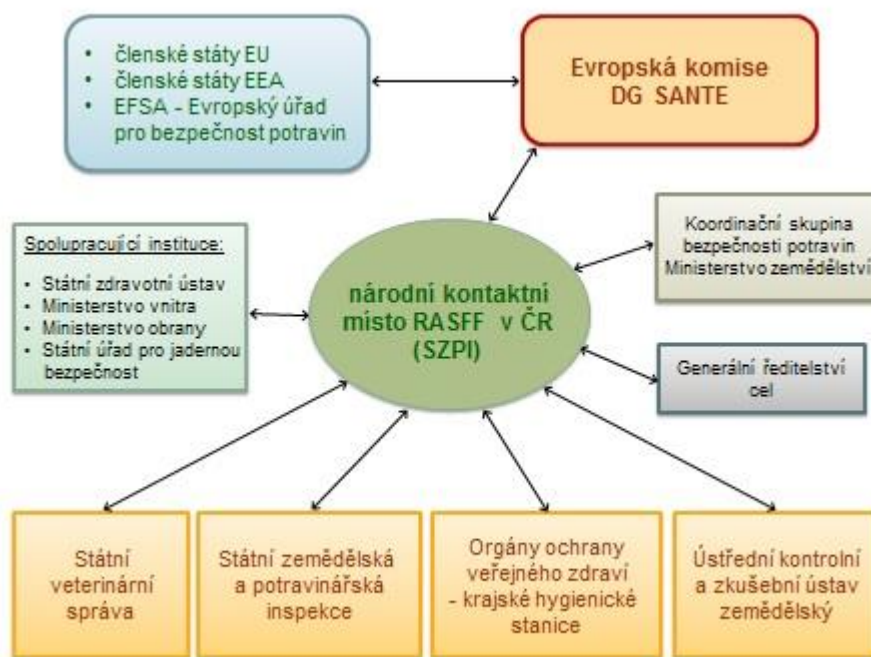 • členské státy EU
• členské státy EEA
• EFSA - Evropský úřad
pro bezpečnost potravin
Evropská komise
DG SANTE
Spolupracující instituce:
• Státní zdravotní ústav
• Ministerstvo vnitra
• Ministerstvo obrany
• Státní úřad pro jadernou
bezpečnost
národní kontaktní
místo RASFF v ČR
(SZPI)
Koordinační skupina
bezpečnosti potravin
Ministerstvo zemědělství
Generální ředitelství
cel
Státní
veterinární
správa
Státní zemědělská
a potravinářská
inspekce
Orgány ochrany
veřejného zdraví
- krajské hygienické
stanice
Ústřední kontrolní
a zkušební ústav
zemědělský